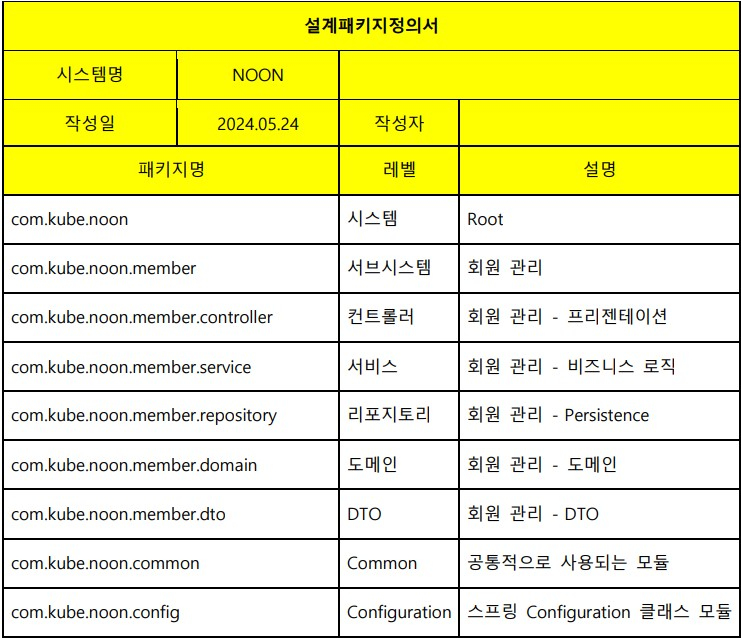 설계패키지정의서
시스템명 NOON
작성일 2024.05.24 작성자
패키지명 레벨 설명
com.kube.noon 시스템 Root
com.kube.noon.member 서브시스템 회원 관리
com.kube.noon.member.controller 컨트롤러 회원 관리 - 프리젠테이션
com.kube.noon.member.service 서비스 회원 관리 - 비즈니스 로직
com.kube.noon.member.repository 리포지토리 회원 관리 - Persistence
com.kube.noon.member.domain 도메인 회원 관리 - 도메인
com.kube.noon.member.dto DTO 회원 관리 - DTO
com.kube.noon.common Common 공통적으로 사용되는 모듈
com.kube.noon.config Configuration 스프링 Configuration 클래스 모듈